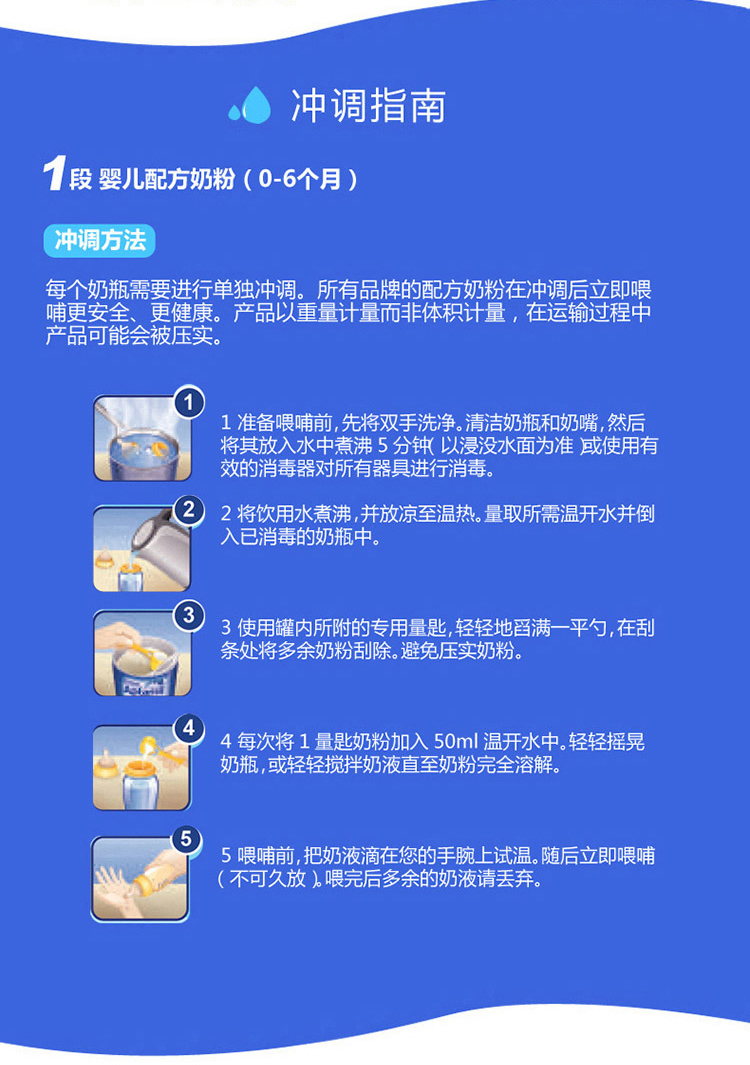 冲调指南
1段 婴儿配方奶粉（0-6个月）
冲调方法
每个奶瓶需要进行单独冲调。所有品牌的配方奶粉在冲调后立即喂
哺更安全、更健康。产品以重量计量而非体积计量，在运输过程中
产品可能会被压实。
1
1 准备喂哺前,先将双手洗净。清洁奶瓶和奶嘴,然后
将其放入水中煮沸 5 分钟（以浸没水面为准）或使用有
效的消毒器对所有器具进行消毒。
2
2 将饮用水煮沸,并放凉至温热。量取所需温开水并倒
入已消毒的奶瓶中。
3
3 使用罐内所附的专用量匙,轻轻地舀满一平勺,在刮
条处将多余奶粉刮除。避免压实奶粉。
Aptamil
4
4 每次将 1 量匙奶粉加入 50ml 温开水中。轻轻摇晃
奶瓶,或轻轻搅拌奶液直至奶粉完全溶解。
5
5 喂哺前,把奶液滴在您的手腕上试温。随后立即喂哺
（不可久放）。喂完后多余的奶液请丢弃。